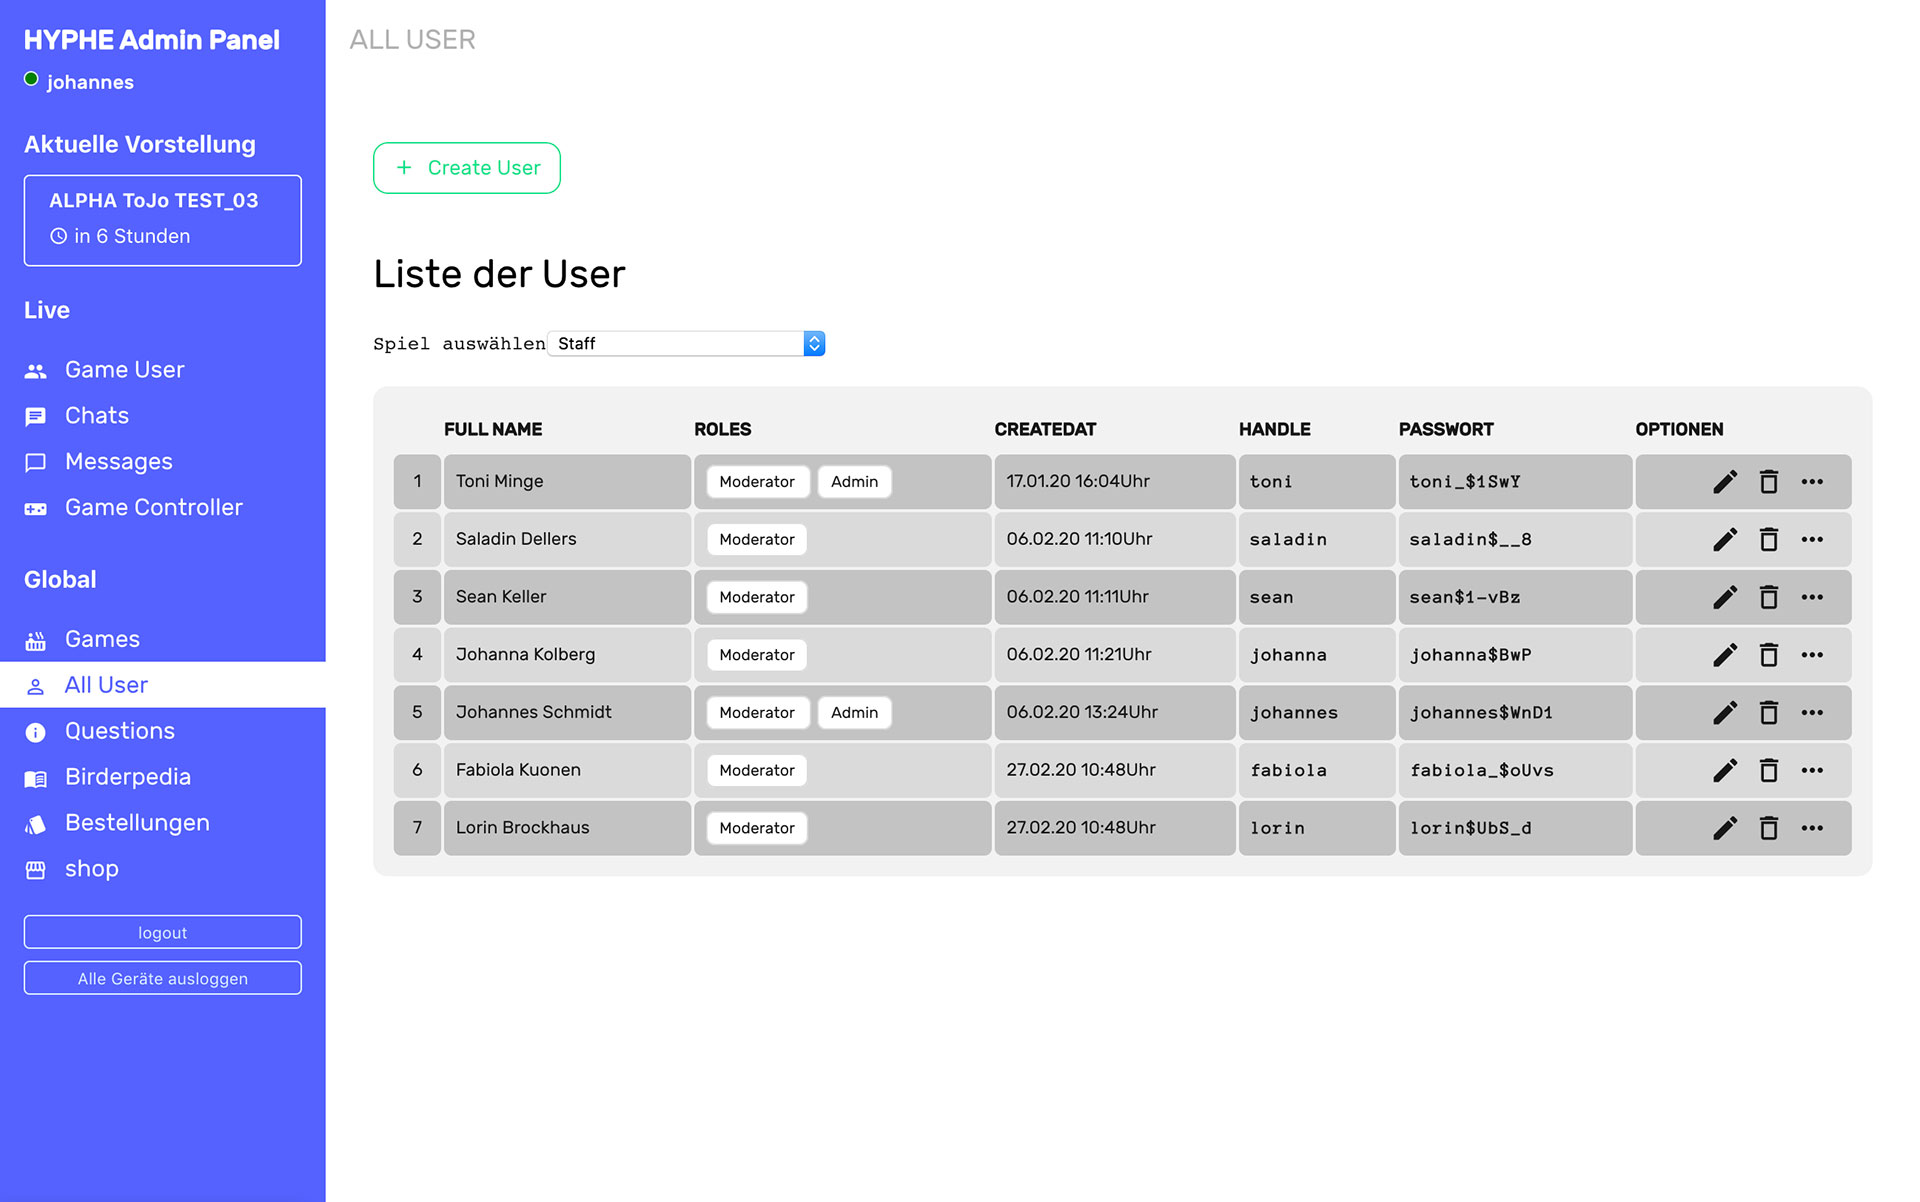 HYPHE Admin Panel
johannes
Aktuelle Vorstellung
ALPHA ToJo TEST_03
in 6 Stunden
Live
Game User
Chats
Messages
Game Controller
Global
Games
All User
Questions
Birderpedia
Bestellungen
shop
logout
Alle Geräte ausloggen
ALL USER
+ Create User
Liste der User
Spiel auswählen Staff
FULL NAME ROLES CREATEDAT HANDLE PASSWORT OPTIONEN
1 Toni Minge Moderator Admin 17.01.20 16:04Uhr toni toni_$1SwY
2 Saladin Dellers Moderator 06.02.20 11:10Uhr saladin saladin$__8
3 Sean Keller Moderator 06.02.20 11:11Uhr sean sean$1-vBz
4 Johanna Kolberg Moderator 06.02.20 11:21Uhr johanna johanna$BwP
5 Johannes Schmidt Moderator Admin 06.02.20 13:24Uhr johannes johannes$WnD1
6 Fabiola Kuonen Moderator 27.02.20 10:48Uhr fabiola fabiola_$oUvs
7 Lorin Brockhaus Moderator 27.02.20 10:48Uhr lorin lorin$UbS_d